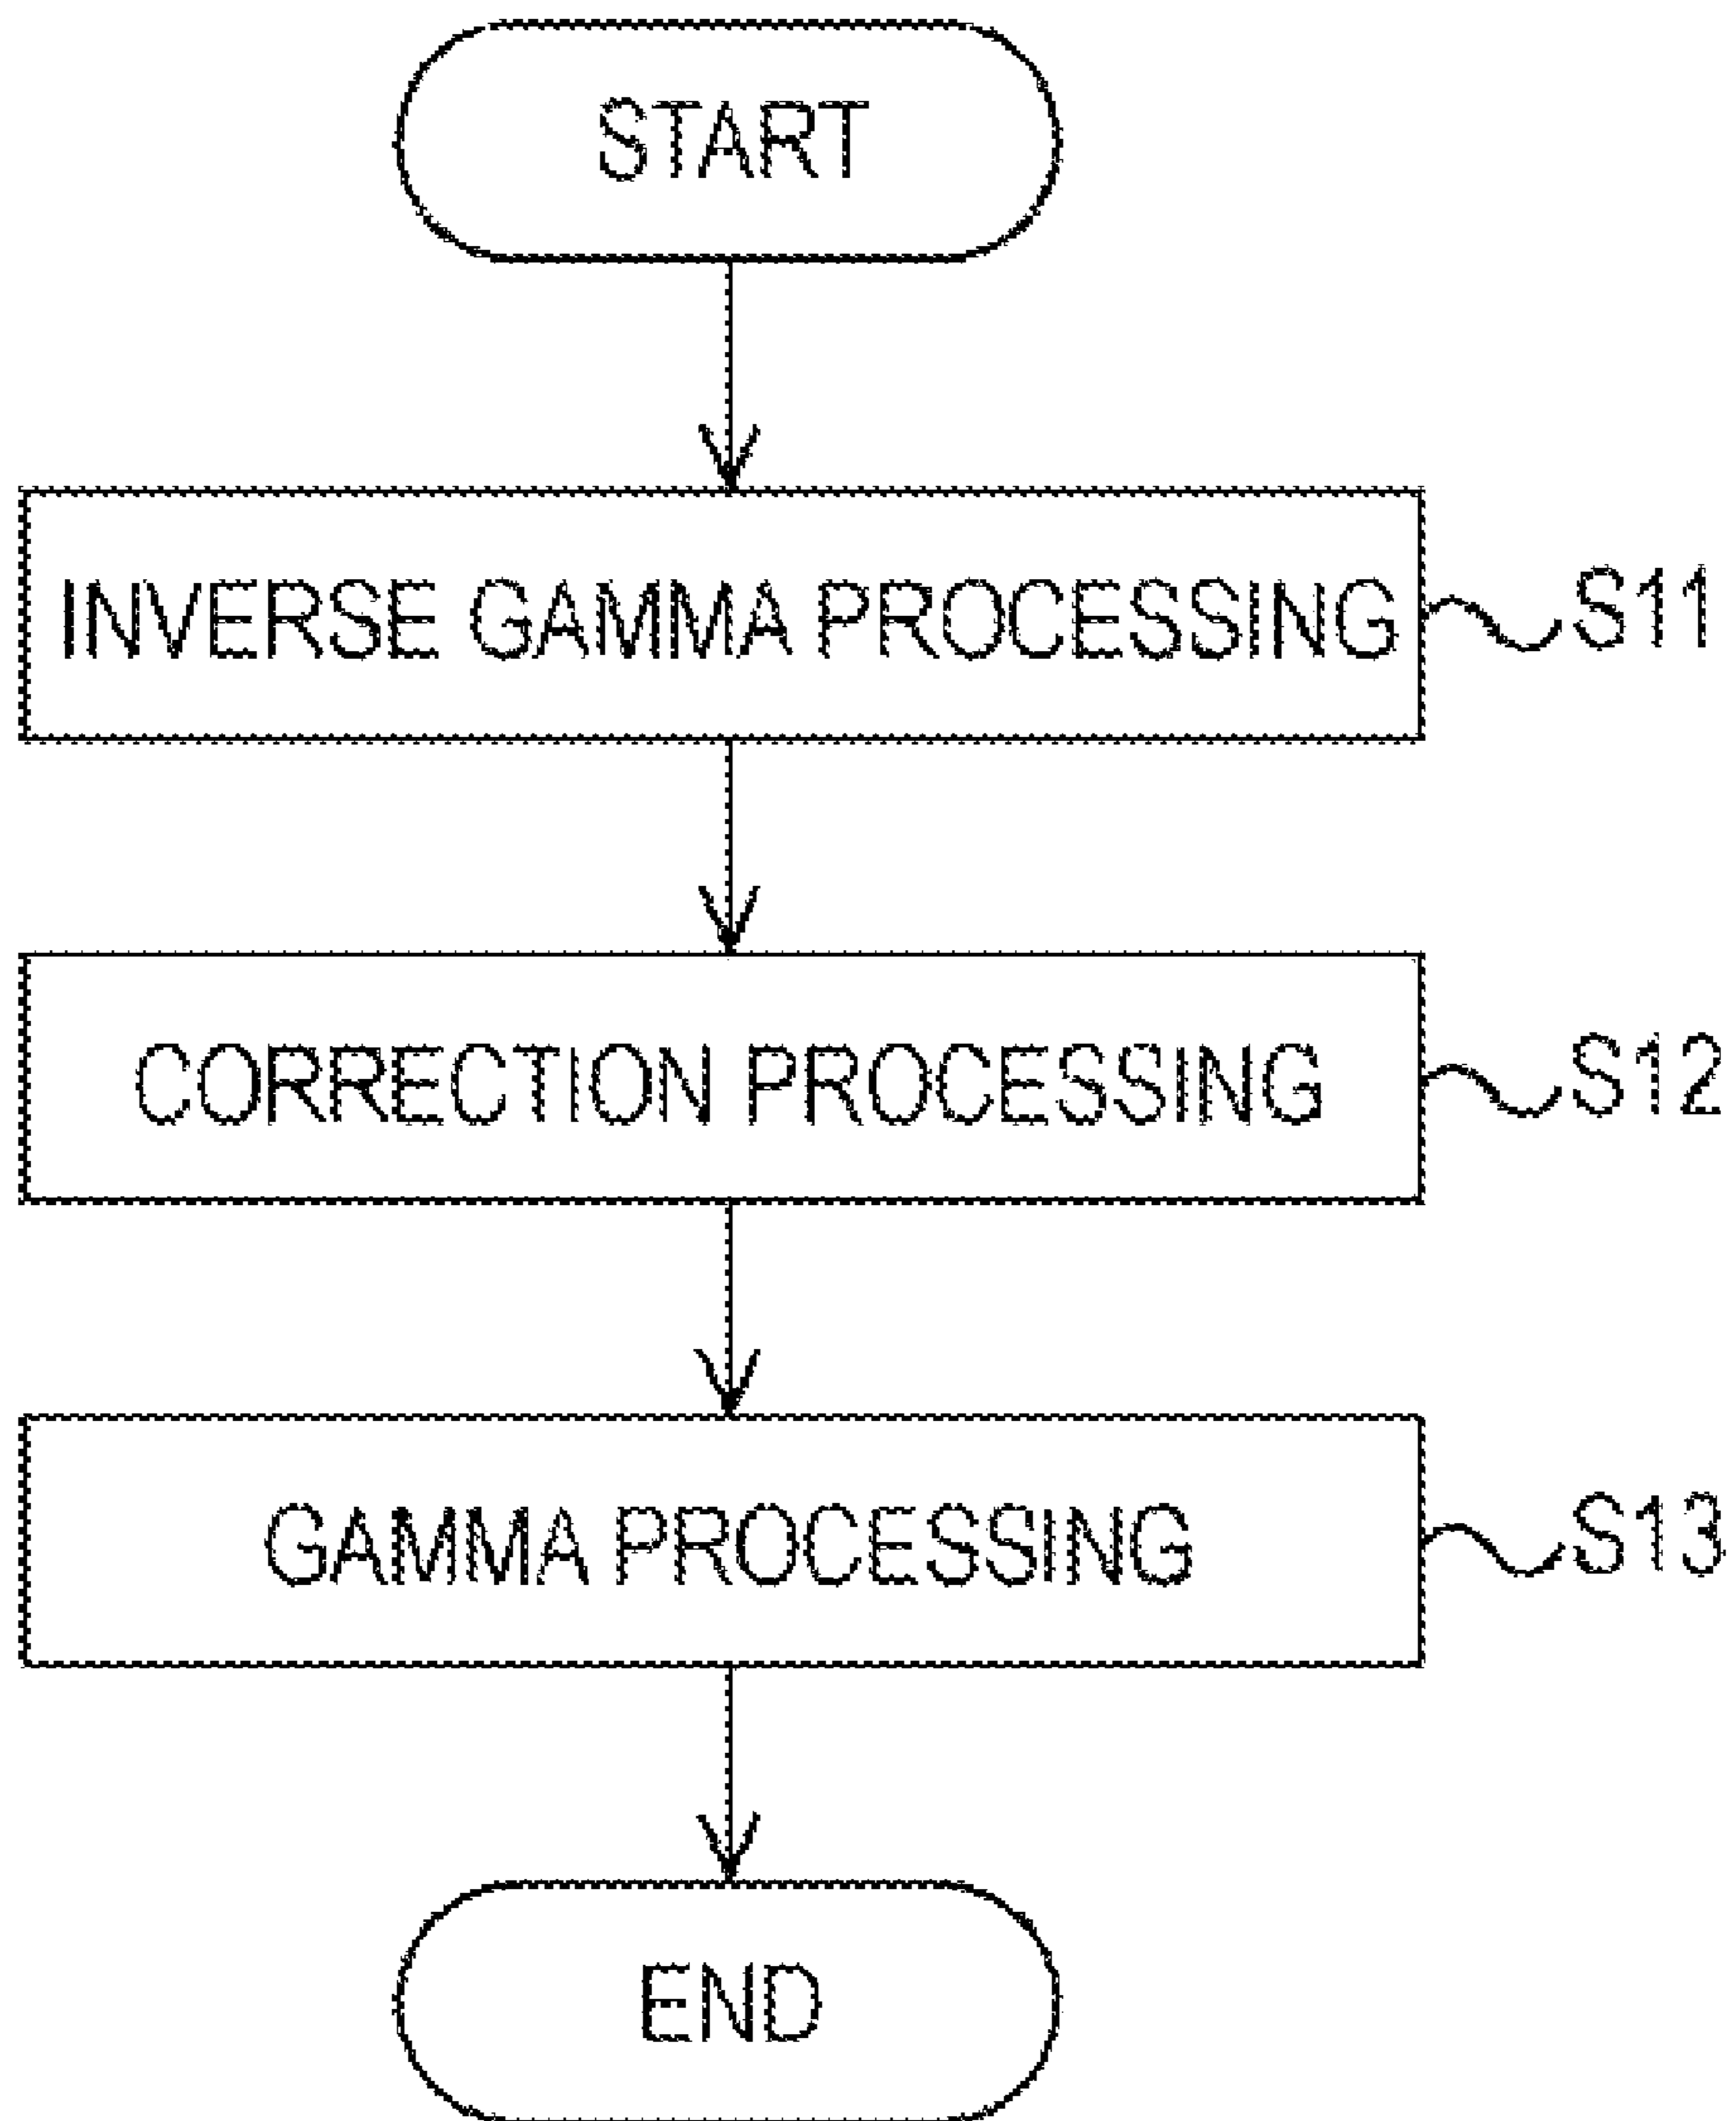 START
INVERSE GAMMA PROCESSING S11
CORRECTION PROCESSING S12
GAMMA PROCESSING S13
END